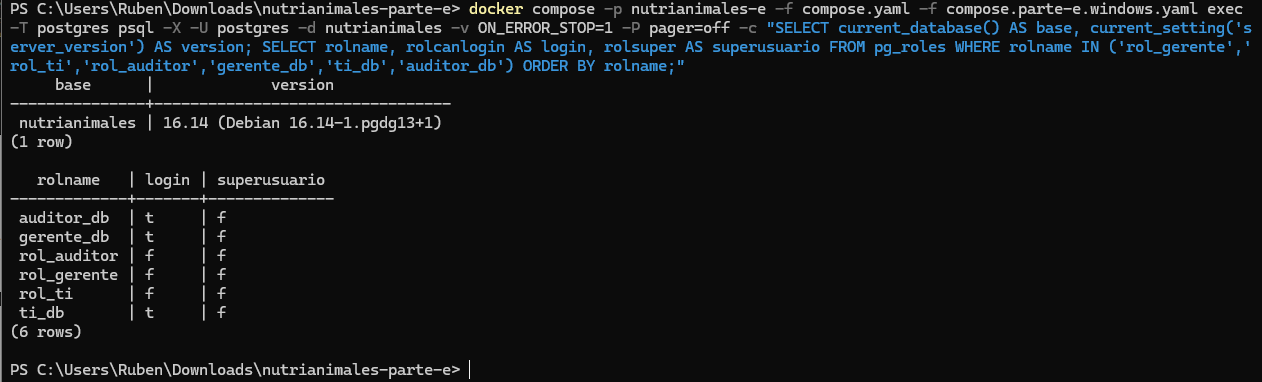 PS C:\Users\Ruben\Downloads\nutrianimales-parte-e> docker compose -p nutrianimales-e -f compose.yaml -f compose.parte-e.windows.yaml exec
-T postgres psql -X -U postgres -d nutrianimales -v ON_ERROR_STOP=1 -P pager=off -c "SELECT current_database() AS base, current_setting('s
erver_version') AS version; SELECT rolname, rolcanlogin AS login, rolsuper AS superusuario FROM pg_roles WHERE rolname IN ('rol_gerente','
rol_ti','rol_auditor','gerente_db','ti_db','auditor_db') ORDER BY rolname;"
     base      |             version
---------------+----------------------------------
 nutrianimales | 16.14 (Debian 16.14-1.pgdg13+1)
(1 row)

   rolname   | login | superusuario
-------------+-------+--------------
 auditor_db  | t     | f
 gerente_db  | t     | f
 rol_auditor | f     | f
 rol_gerente | f     | f
 rol_ti      | f     | f
 ti_db       | t     | f
(6 rows)

PS C:\Users\Ruben\Downloads\nutrianimales-parte-e>